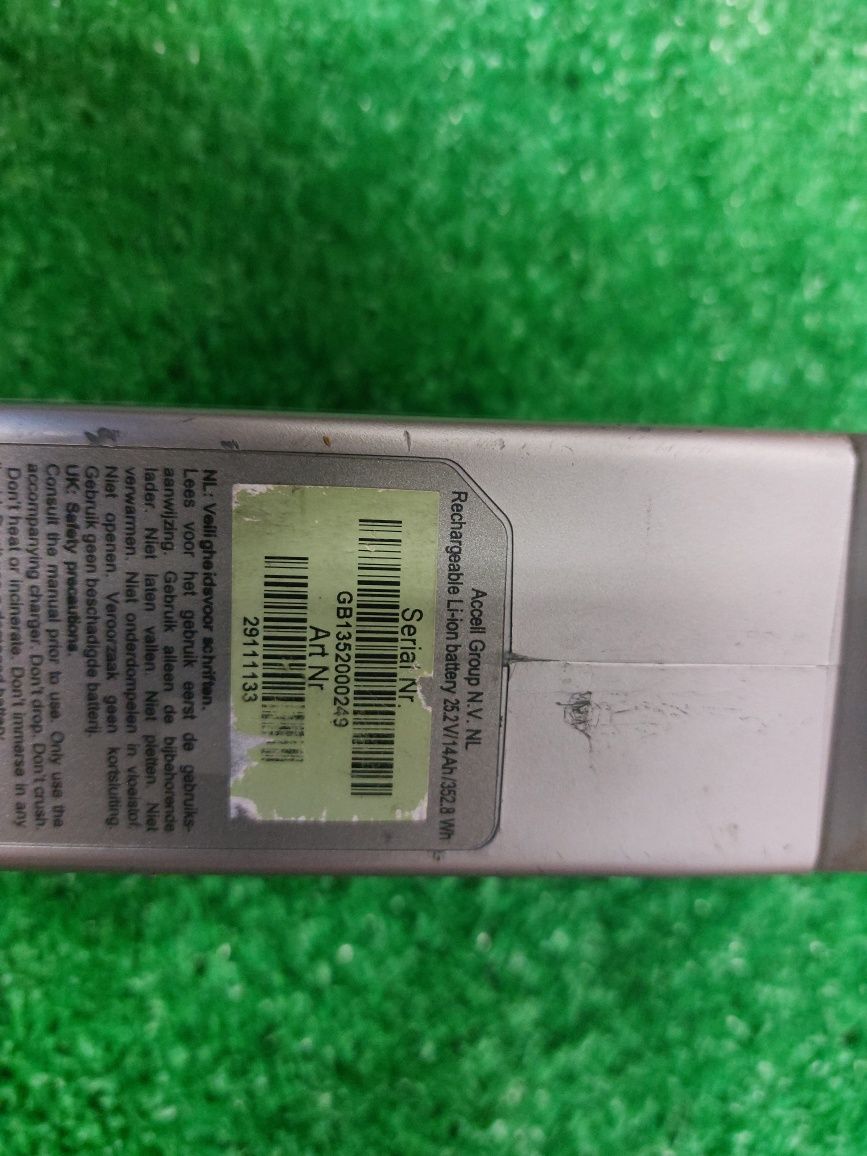 Accell Group N.V. NL
Rechargeable Li-ion battery 25.2 V/14Ah/352.8 Wh
Serial Nr.
GB1352000249
Art Nr
29111133
NL: Veiligheidsvoorschriften.
Lees voor het gebruik eerst de gebruiks-
aanwijzing. Gebruik alleen de bijbehorende
lader. Niet laten vallen. Niet pletten. Niet
verwarmen. Niet onderdompelen in vloeistof.
Niet openen. Veroorzaak geen kortsluiting.
Gebruik geen beschadigde batterij.
UK: Safety precautions.
Consult the manual prior to use. Only use the
accompanying charger. Don't drop. Don't crush.
Don't heat or incinerate. Don't immerse in any